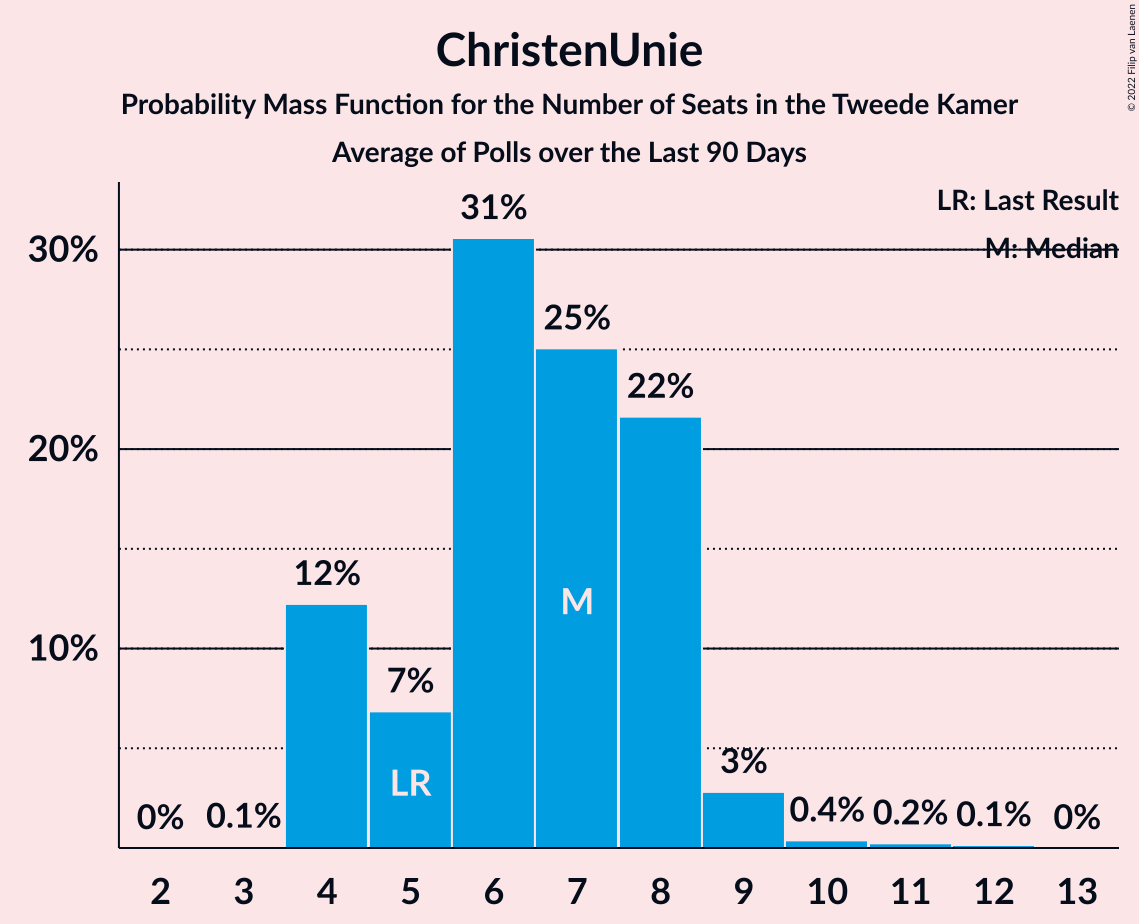 ChristenUnie
Probability Mass Function for the Number of Seats in the Tweede Kamer
Average of Polls over the Last 90 Days
© 2022 Filip van Laenen
LR: Last Result
M: Median
30%
20%
10%
0%
0.1%
12%
7%
31%
25%
22%
3%
0.4%
0.2%
0.1%
0%
LR
M
2 3 4 5 6 7 8 9 10 11 12 13